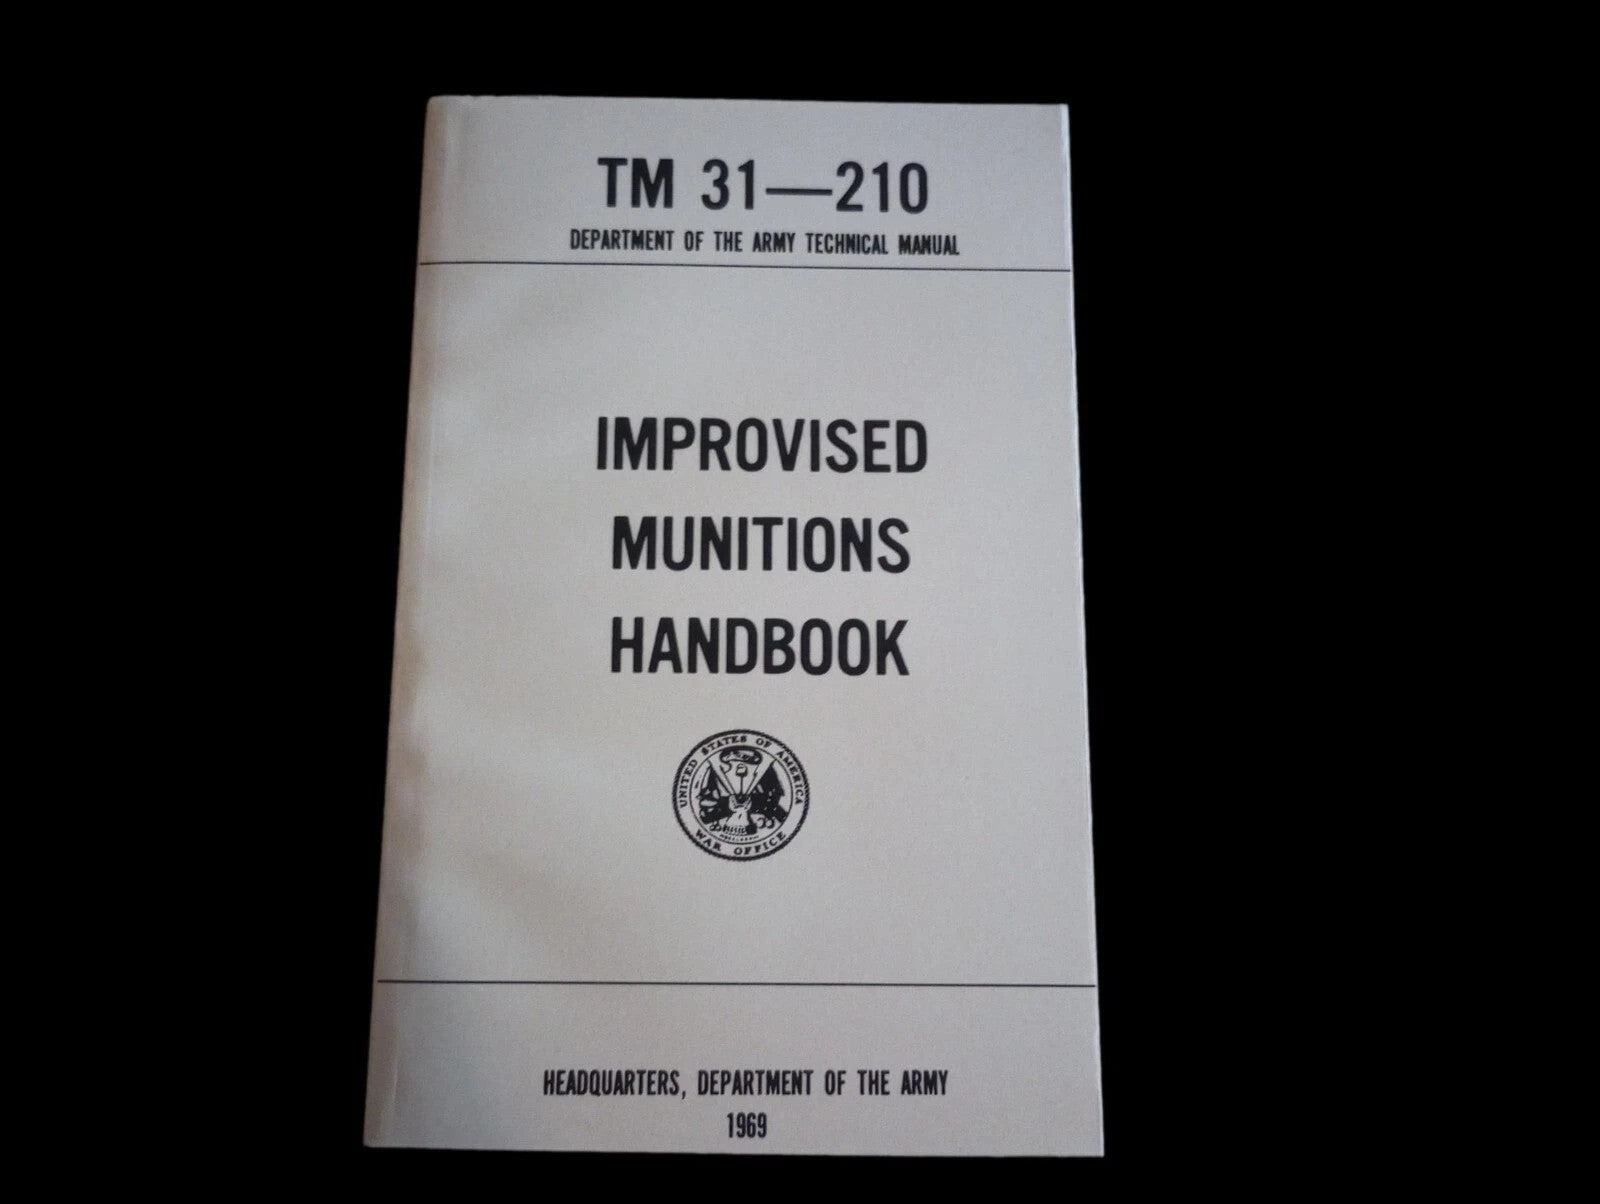 TM 31—210
DEPARTMENT OF THE ARMY TECHNICAL MANUAL
IMPROVISED
MUNITIONS
HANDBOOK
UNITED STATES OF AMERICA
WAR OFFICE
HEADQUARTERS, DEPARTMENT OF THE ARMY
1969